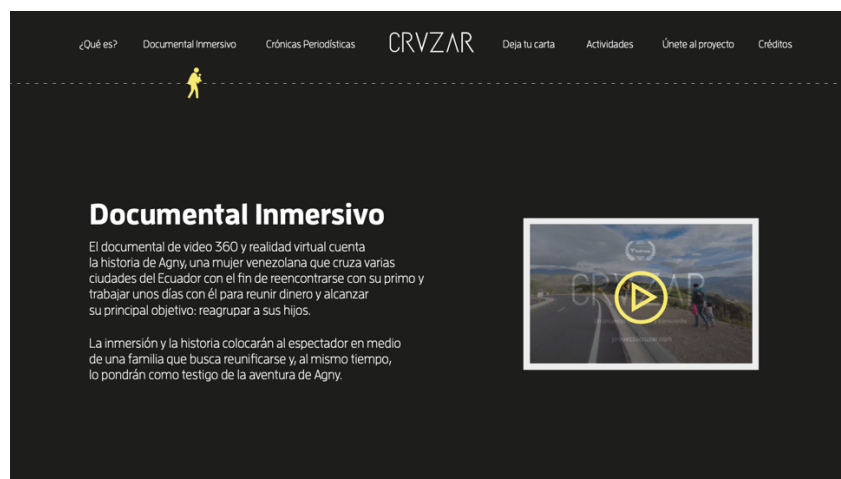 ¿Qué es? Documental Inmersivo Crónicas Periodísticas CRVZΛR Deja tu carta Actividades Únete al proyecto Créditos
Documental Inmersivo
El documental de video 360 y realidad virtual cuenta
la historia de Agny, una mujer venezolana que cruza varias
ciudades del Ecuador con el fin de reencontrarse con su primo y
trabajar unos días con él para reunir dinero y alcanzar
su principal objetivo: reagrupar a sus hijos.
La inmersión y la historia colocarán al espectador en medio
de una familia que busca reunificarse y, al mismo tiempo,
lo pondrán como testigo de la aventura de Agny.